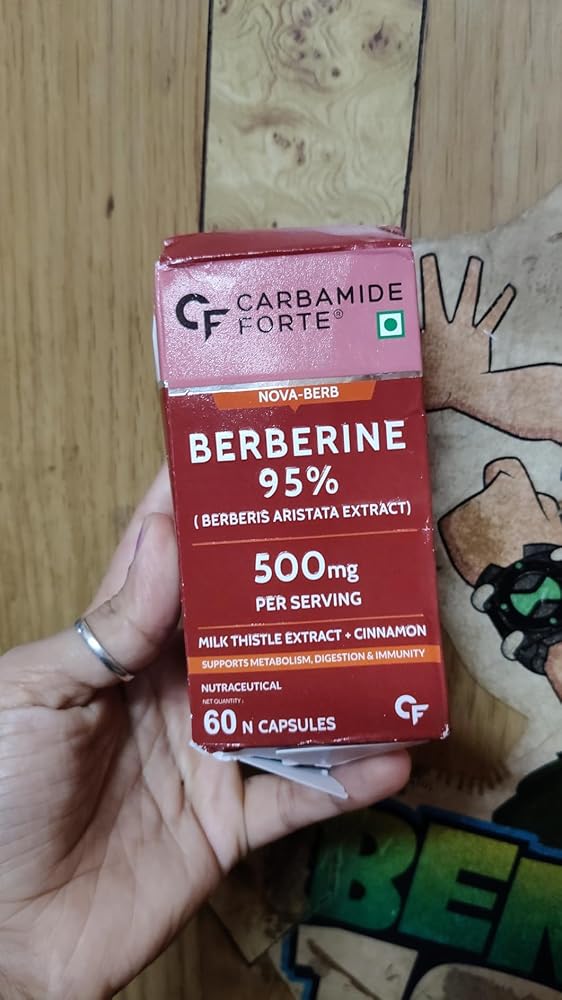 CF CARBAMIDE
FORTE®
NOVA-BERB
BERBERINE
95%
( BERBERIS ARISTATA EXTRACT)
500mg
PER SERVING
MILK THISTLE EXTRACT + CINNAMON
SUPPORTS METABOLISM, DIGESTION & IMMUNITY
NUTRACEUTICAL
NET QUANTITY :
60 N CAPSULES
CF
BEN